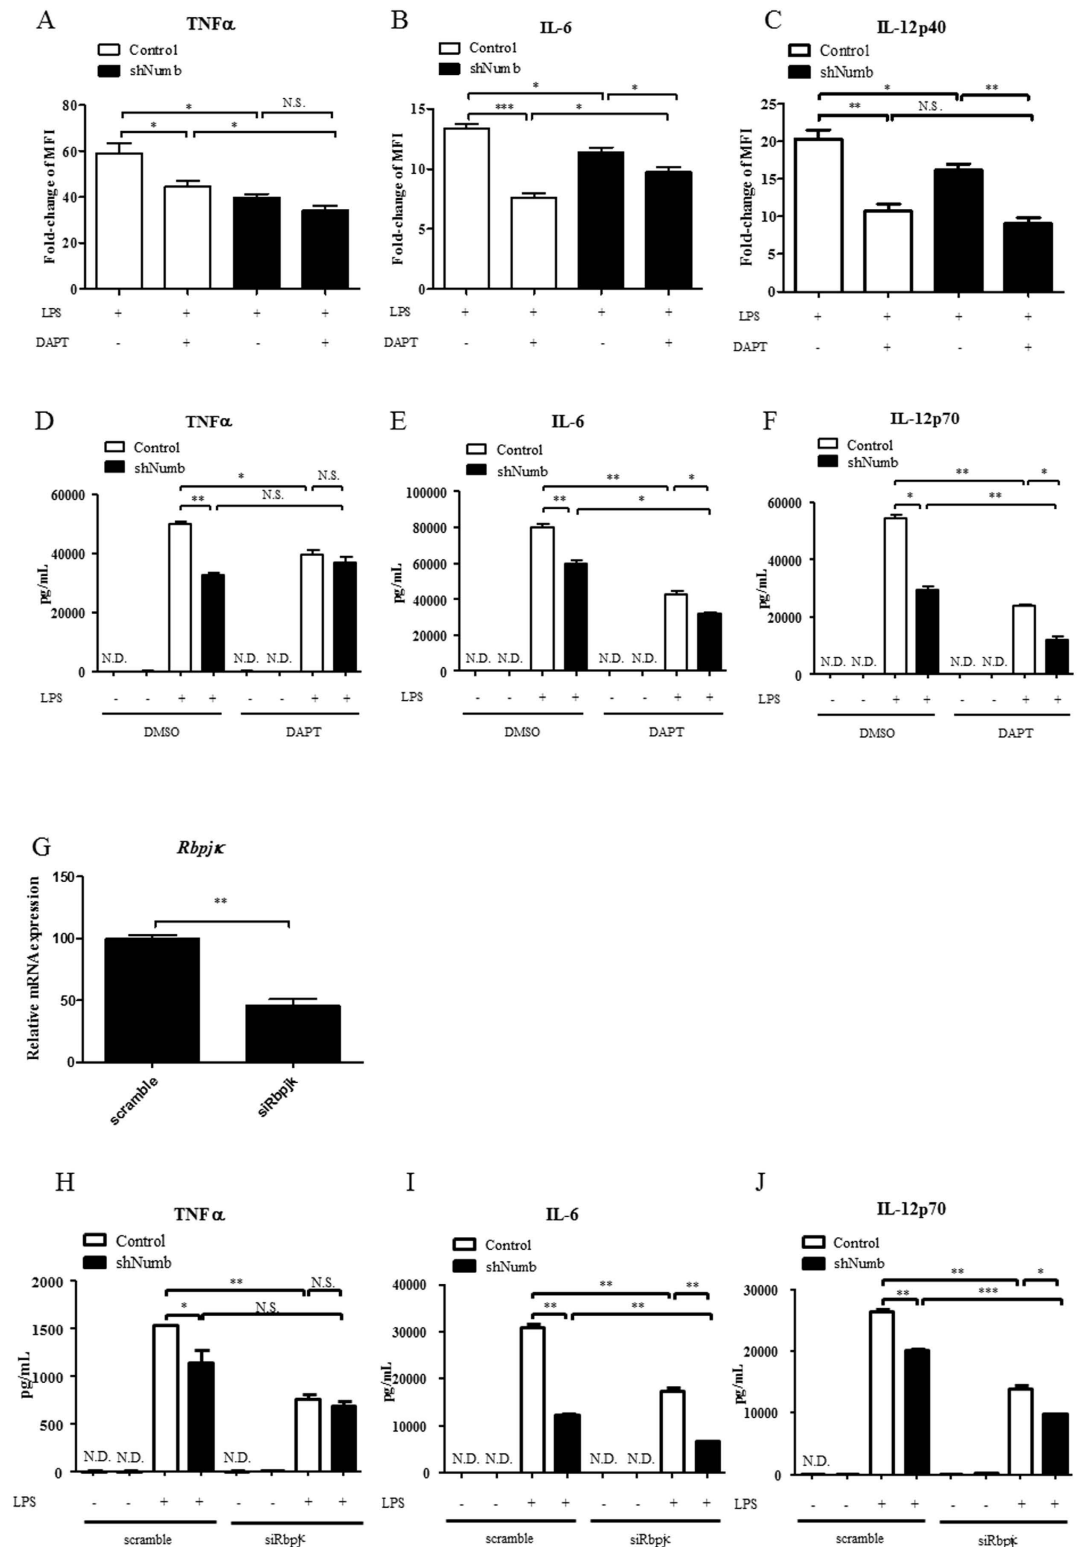 A TNFα
Control
shNumb
N.S.
*
*
*
Fold-change of MFI
80
60
40
20
0
LPS + + + +
DAPT - + - +
B IL-6
Control
shNumb
* *
*** *
Fold-change of MFI
15
10
5
0
+ + + +
DAPT - + - +
C IL-12p40
Control
shNumb
* **
** N.S.
Fold-change of MFI
25
20
15
10
5
0
LPS + + + +
DAPT - + - +
D TNFα
Control
shNumb
* N.S.
** N.S.
pg/mL
60000
40000
20000
0
N.D. N.D. N.D.
LPS - - + + - - + +
DMSO DAPT
E IL-6
Control
shNumb
** *
** *
pg/mL
100000
80000
60000
40000
20000
0
N.D. N.D. N.D. N.D.
LPS - - + + - - + +
DMSO DAPT
F IL-12p70
Control
shNumb
** *
* **
pg/mL
60000
40000
20000
0
N.D. N.D. N.D. N.D.
LPS - - + + - - + +
DMSO DAPT
G Rbpjκ
Relative mRNA expression
150
100
50
0
**
scramble
siRbpjk
H TNFα
Control
shNumb
** N.S.
* N.S.
pg/mL
2000
1500
1000
500
0
N.D. N.D. N.D.
LPS - - + + - - + +
scramble siRbpjκ
I IL-6
Control
shNumb
** **
** **
pg/mL
40000
30000
20000
10000
0
N.D. N.D. N.D. N.D.
LPS - - + + - - + +
scramble siRbpjκ
J IL-12p70
Control
shNumb
** *
** ***
pg/mL
30000
20000
10000
0
N.D.
LPS - - + + - - + +
scramble siRbpjκ